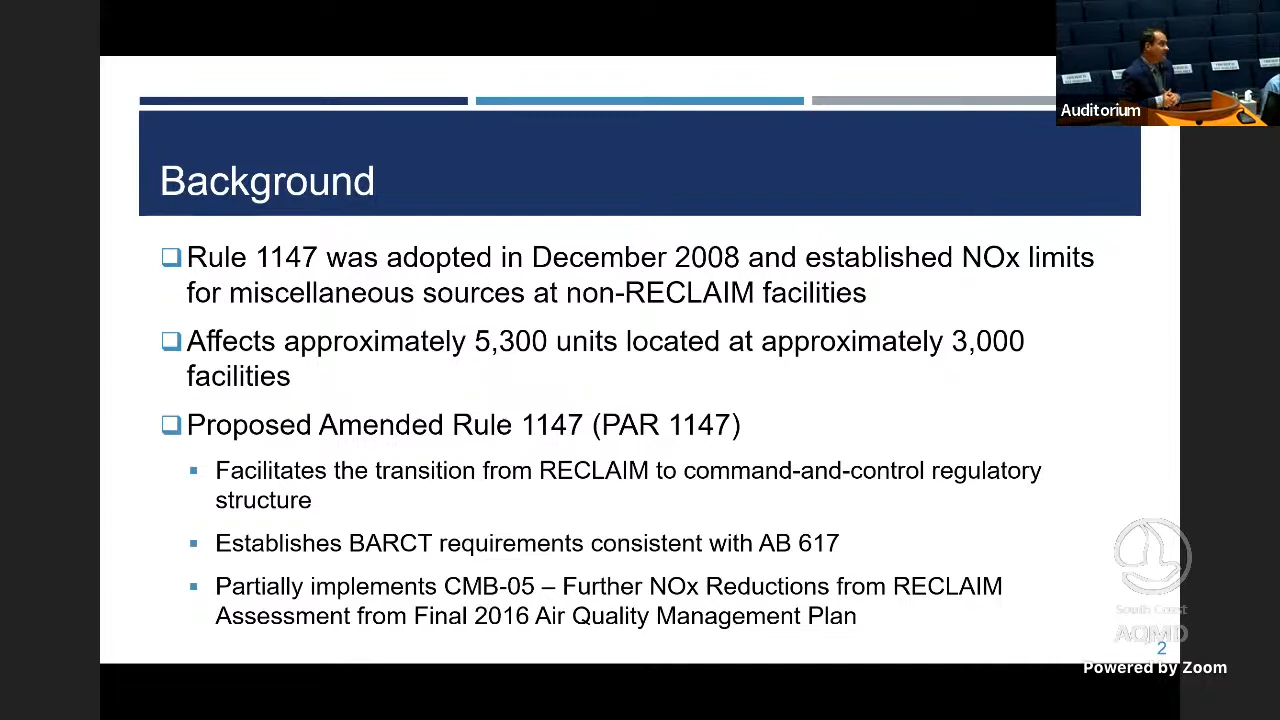 Auditorium
Background
Rule 1147 was adopted in December 2008 and established NOx limits
for miscellaneous sources at non-RECLAIM facilities
Affects approximately 5,300 units located at approximately 3,000
facilities
Proposed Amended Rule 1147 (PAR 1147)
Facilitates the transition from RECLAIM to command-and-control regulatory
structure
Establishes BARCT requirements consistent with AB 617
Partially implements CMB-05 – Further NOx Reductions from RECLAIM
Assessment from Final 2016 Air Quality Management Plan
South Coast
AQMD
2
Powered by Zoom